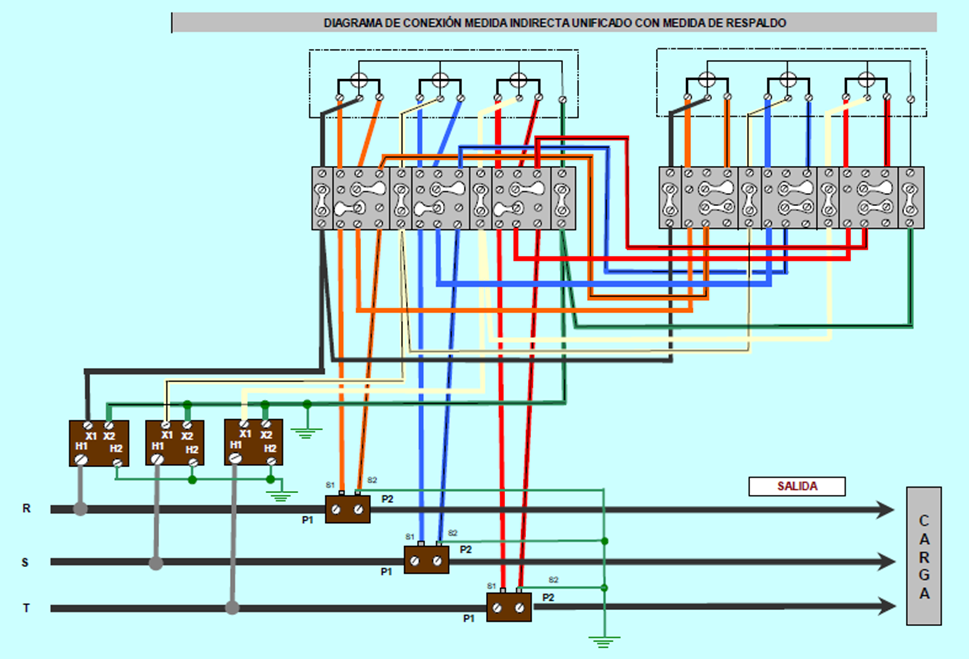 DIAGRAMA DE CONEXIÓN MEDIDA INDIRECTA UNIFICADO CON MEDIDA DE RESPALDO
X1 X2 X1 X2 X1 X2
H1 H2 H1 H2 H1 H2
S1 S2
SALIDA
R P1 P2
S1 S2
S P1 P2
S1 S2
T P1 P2
CARGA